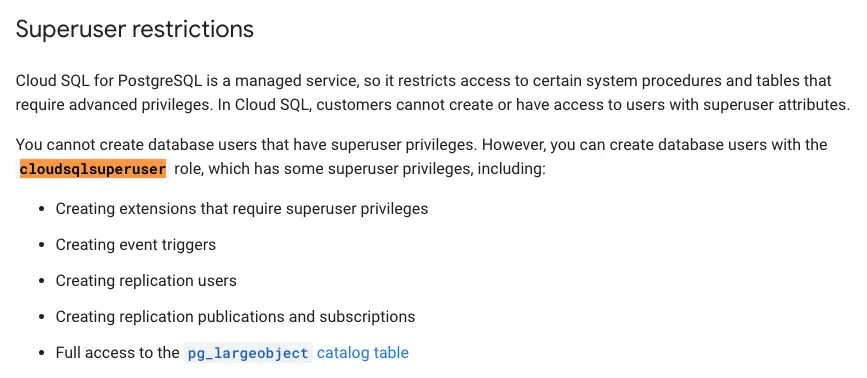 Superuser restrictions
Cloud SQL for PostgreSQL is a managed service, so it restricts access to certain system procedures and tables that
require advanced privileges. In Cloud SQL, customers cannot create or have access to users with superuser attributes.
You cannot create database users that have superuser privileges. However, you can create database users with the
cloudsqlsuperuser role, which has some superuser privileges, including:
• Creating extensions that require superuser privileges
• Creating event triggers
• Creating replication users
• Creating replication publications and subscriptions
• Full access to the pg_largeobject catalog table